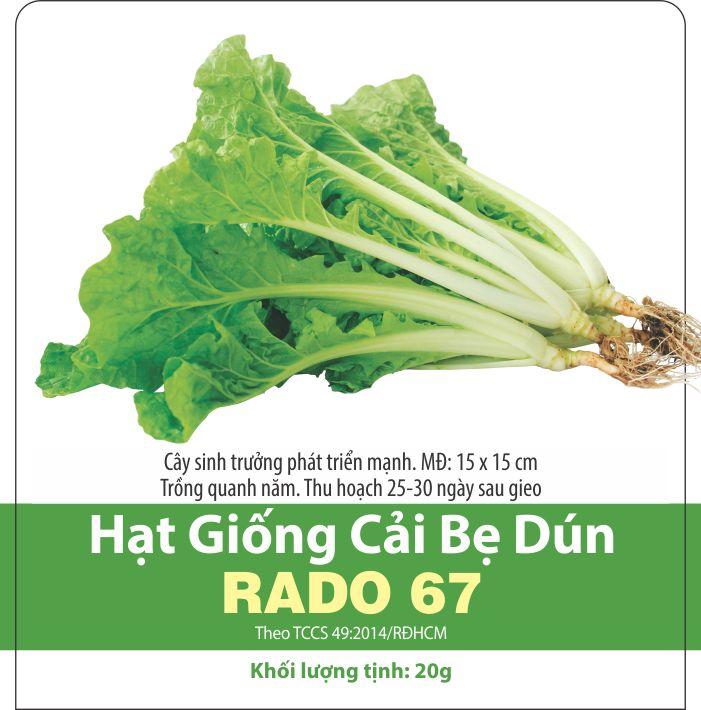 Cây sinh trưởng phát triển mạnh. MĐ: 15 x 15 cm
Trồng quanh năm. Thu hoạch 25-30 ngày sau gieo
Hạt Giống Cải Bẹ Dún
RADO 67
Theo TCCS 49:2014/RĐHCM
Khối lượng tịnh: 20g